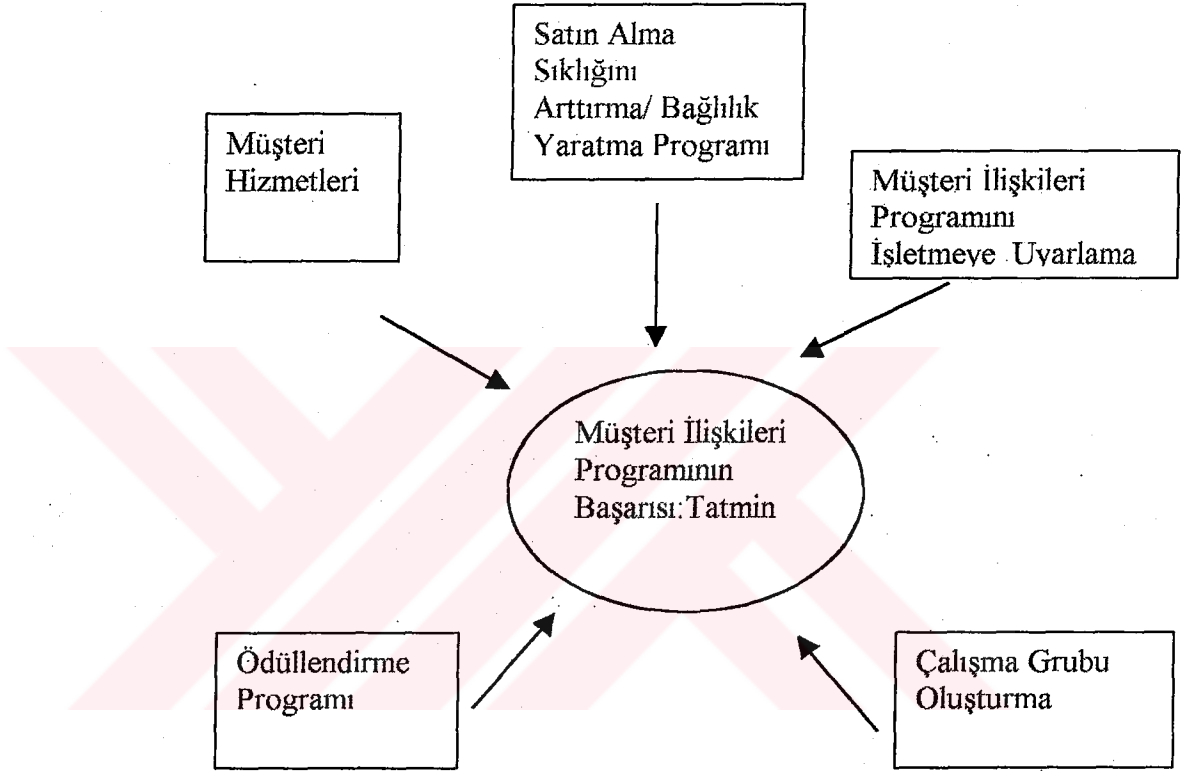 Satın Alma
Sıklığını
Arttırma/ Bağlılık
Yaratma Programı
Müşteri
Hizmetleri
Müşteri İlişkileri
Programını
İşletmeye Uyarlama
Müşteri İlişkileri
Programının
Başarısı:Tatmin
Ödüllendirme
Programı
Çalışma Grubu
Oluşturma